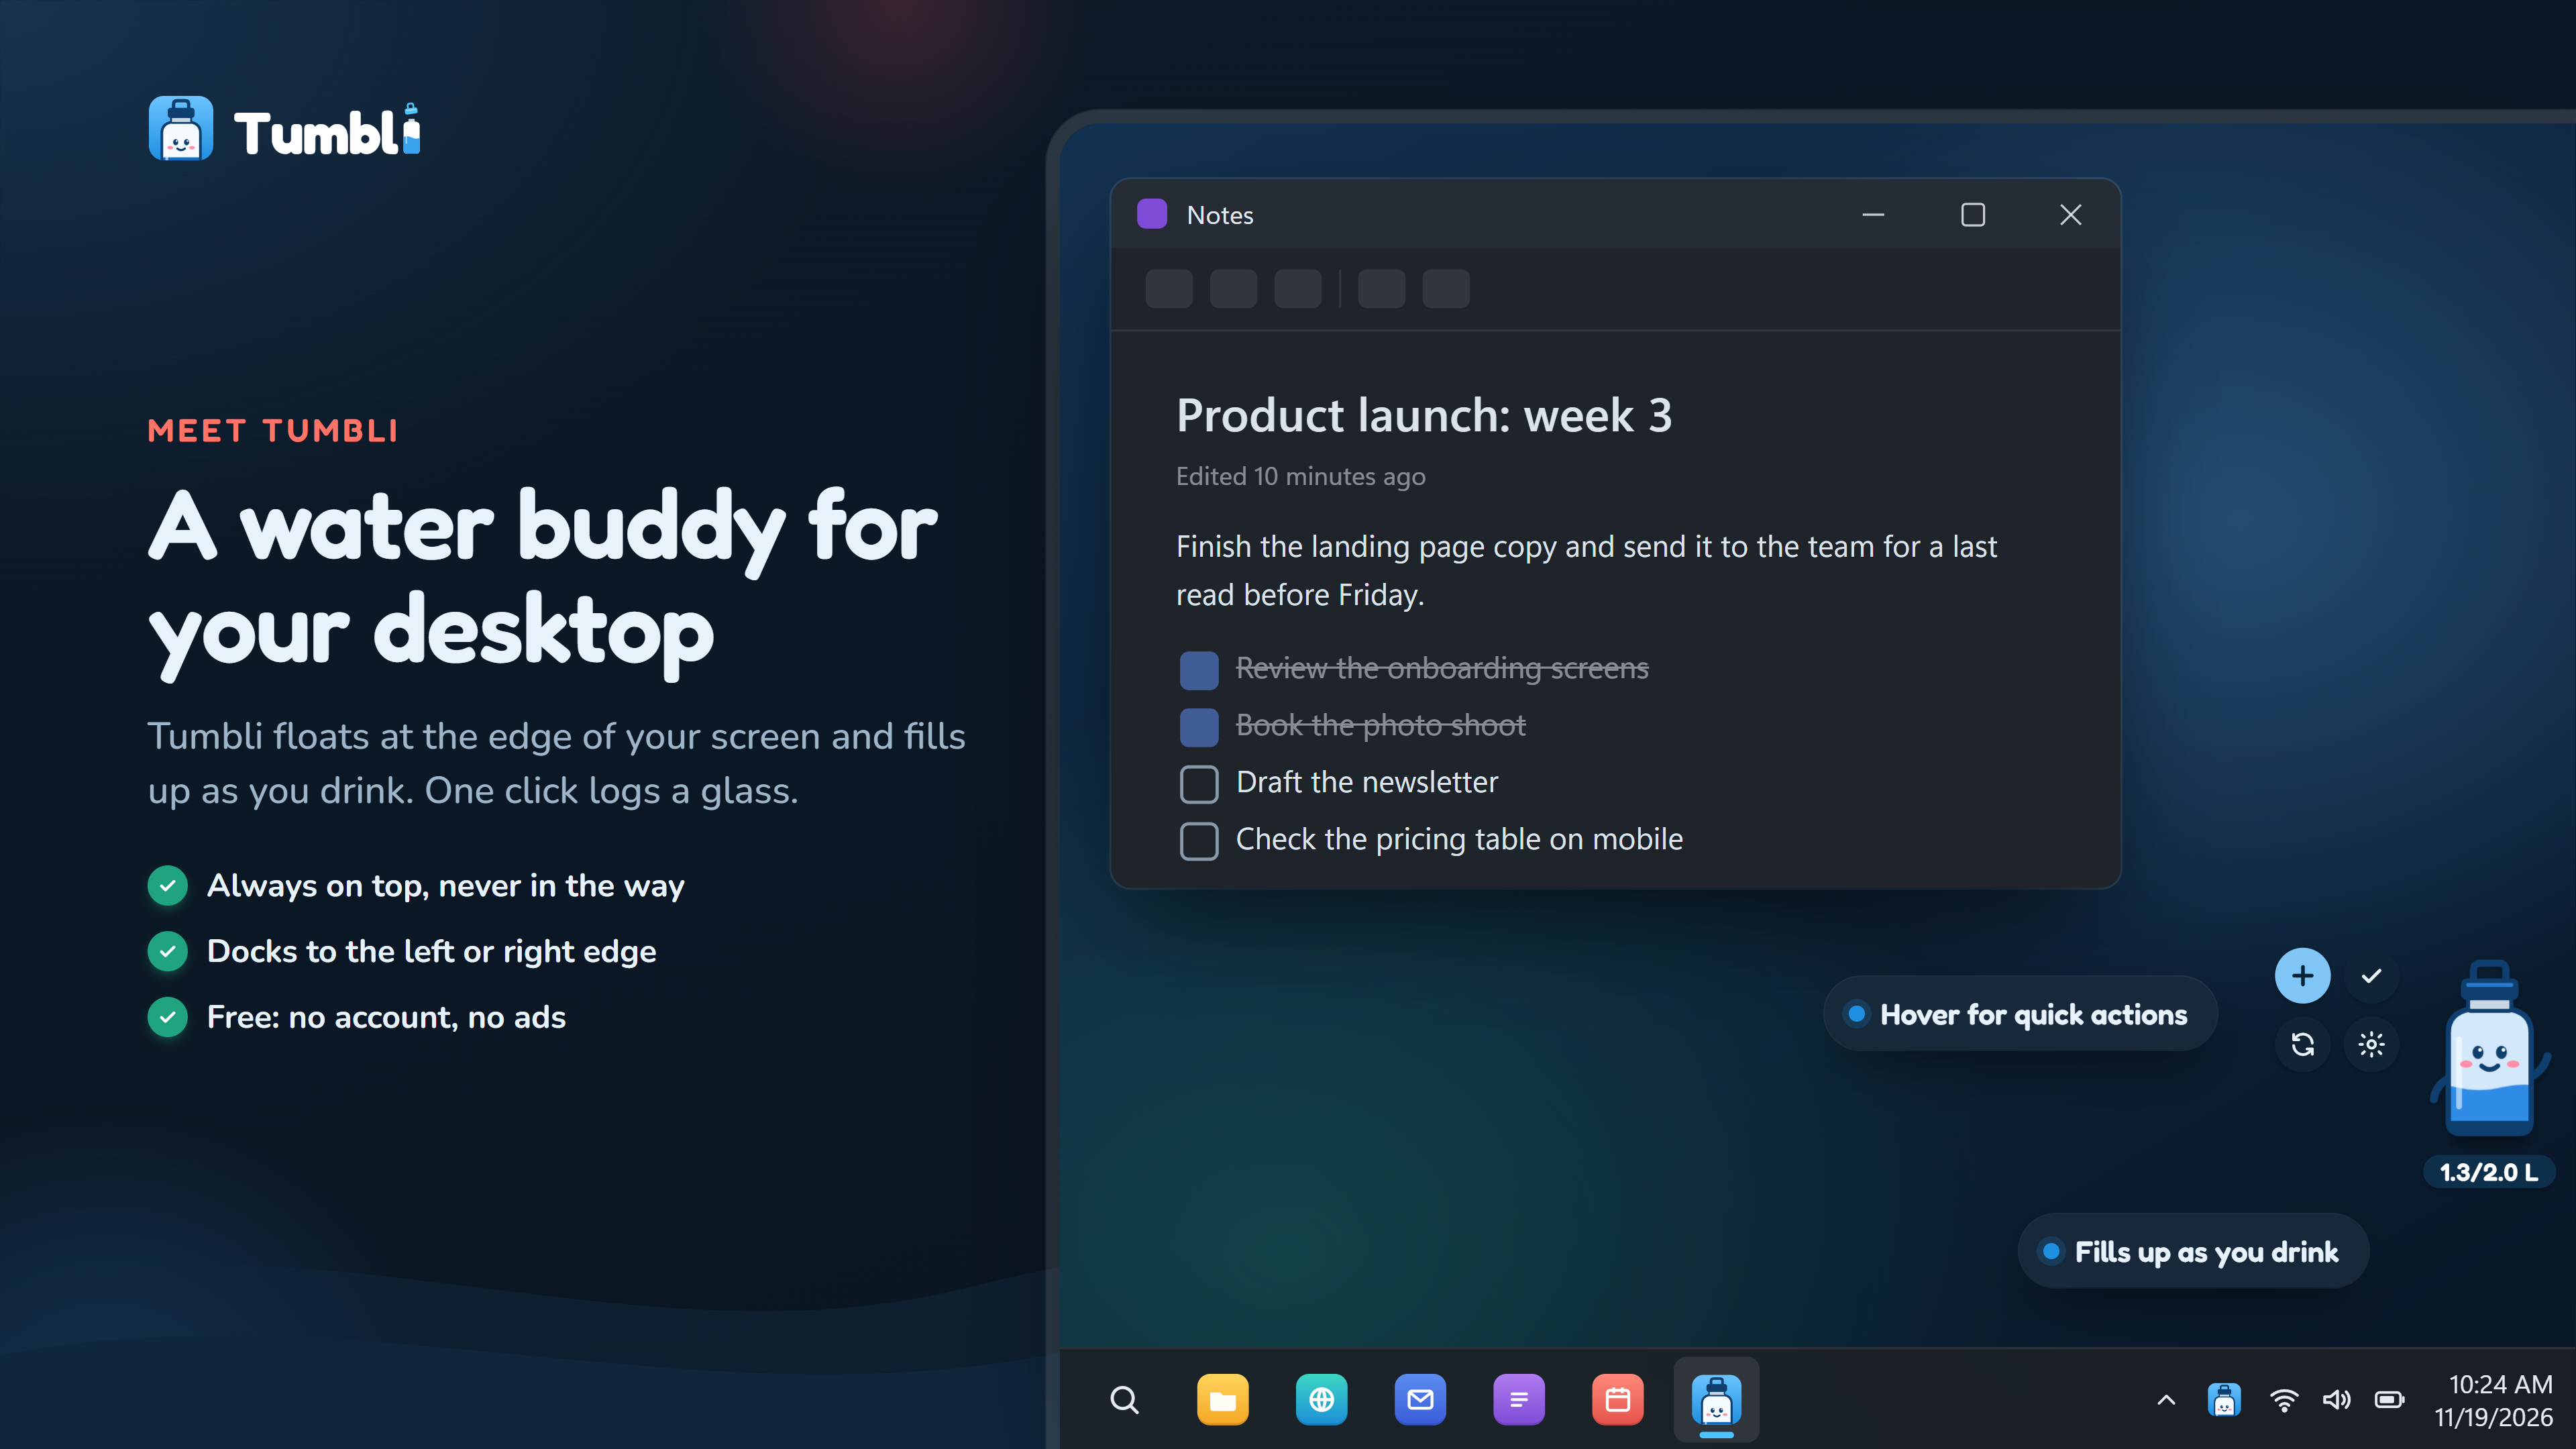 Tumbli
MEET TUMBLI
A water buddy for
your desktop
Tumbli floats at the edge of your screen and fills
up as you drink. One click logs a glass.
Always on top, never in the way
Docks to the left or right edge
Free: no account, no ads
Notes
Product launch: week 3
Edited 10 minutes ago
Finish the landing page copy and send it to the team for a last
read before Friday.
Review the onboarding screens
Book the photo shoot
Draft the newsletter
Check the pricing table on mobile
Hover for quick actions
1.3/2.0 L
Fills up as you drink
10:24 AM
11/19/2026